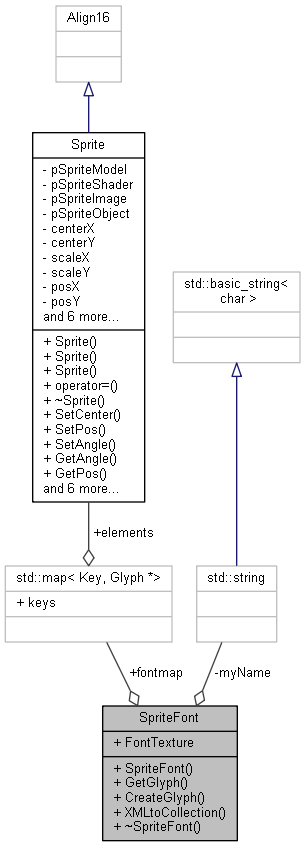 Align16
Sprite
- pSpriteModel
- pSpriteShader
- pSpriteImage
- pSpriteObject
- centerX
- centerY
- scaleX
- scaleY
- posX
- posY
and 6 more...
+ Sprite()
+ Sprite()
+ Sprite()
+ operator=()
+ ~Sprite()
+ SetCenter()
+ SetPos()
+ SetAngle()
+ GetAngle()
+ GetPos()
and 6 more...
std::basic_string<
char >
+elements
std::map< Key, Glyph *>
+ keys
std::string
+fontmap
-myName
SpriteFont
+ FontTexture
+ SpriteFont()
+ GetGlyph()
+ CreateGlyph()
+ XMLtoCollection()
+ ~SpriteFont()